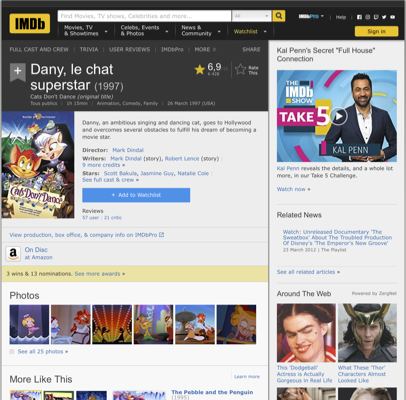 IMDb
Find Movies, TV shows, Celebrities and more...
All
IMDbPro
Help
Movies, TV
& Showtimes
Celebs, Events
& Photos
News &
Community
Watchlist
Sign in
FULL CAST AND CREW | TRIVIA | USER REVIEWS | IMDbPro | MORE
SHARE
Dany, le chat
superstar (1997)
Cats Don't Dance (original title)
Tous publics | 1h 15min | Animation, Comedy, Family | 26 March 1997 (USA)
6,9
Rate
This
Dany, an ambitious singing and dancing cat, goes to Hollywood
and overcomes several obstacles to fulfill his dream of becoming a
movie star.
Director: Mark Dindal
Writers: Mark Dindal (story), Robert Lence (story) |
9 more credits »
Stars: Scott Bakula, Jasmine Guy, Natalie Cole |
See full cast & crew »
+ Add to Watchlist
Reviews
57 user | 21 critic
View production, box office, & company info on IMDbPro
a
On Disc
at Amazon
3 wins & 13 nominations. See more awards »
Photos
See all 25 photos »
More Like This
Learn more
The Pebble and the Penguin
(1995)
Kal Penn's Secret "Full House"
Connection
THE
IMDb
SHOW
TAKE 5
KAL PENN
Kal Penn reveals the details, and a whole lot
more, in our Take 5 Challenge.
Watch now »
Related News
Watch: Unreleased Documentary 'The
Sweatbox' About The Troubled Production
Of Disney's 'The Emperor's New Groove'
23 March 2012 | The Playlist
See all related articles »
Around The Web
Powered by ZergNet
This 'Dodgeball'
Actress is Actually
Gorgeous in Real Life
What These 'Thor'
Characters Almost
Looked Like
CATS DON'T DANCE